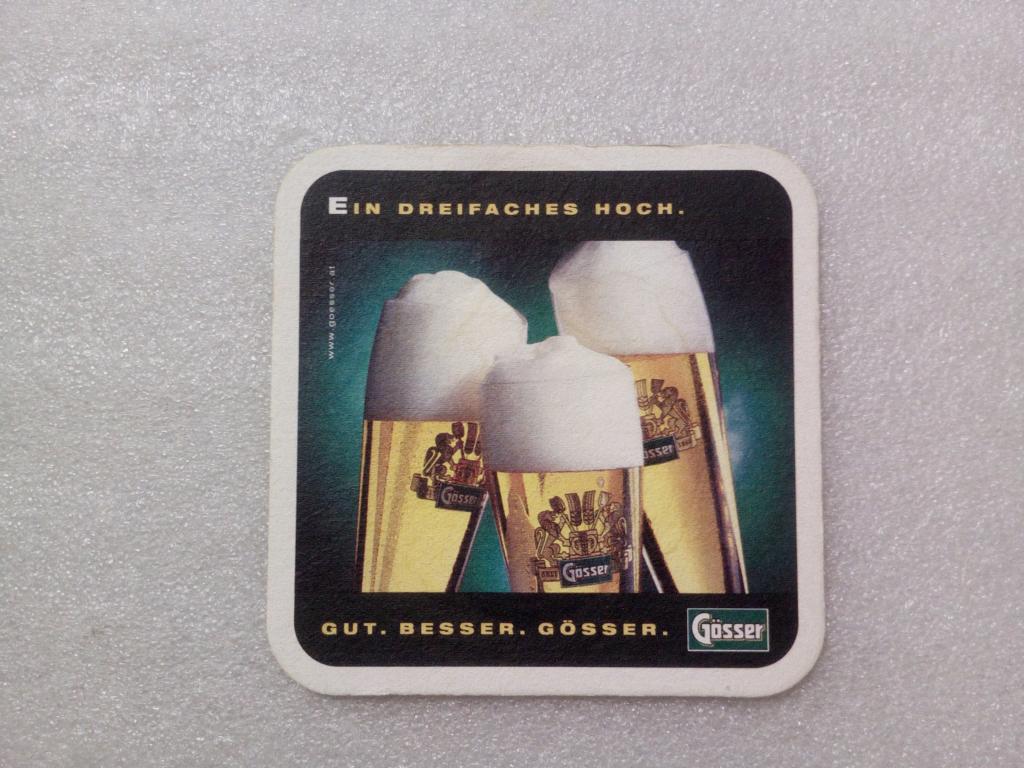 EIN DREIFACHES HOCH.
www.goesser.at
Gösser
Gösser
Gösser
GUT. BESSER. GÖSSER.
Gösser